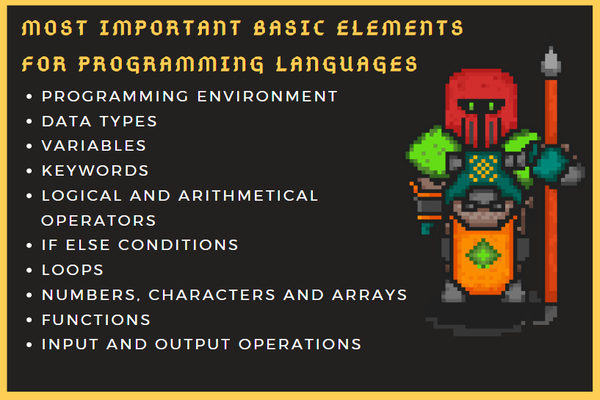 MOST IMPORTANT BASIC ELEMENTS
FOR PROGRAMMING LANGUAGES
• PROGRAMMING ENVIRONMENT
• DATA TYPES
• VARIABLES
• KEYWORDS
• LOGICAL AND ARITHMETICAL
OPERATORS
• IF ELSE CONDITIONS
• LOOPS
• NUMBERS, CHARACTERS AND ARRAYS
• FUNCTIONS
• INPUT AND OUTPUT OPERATIONS